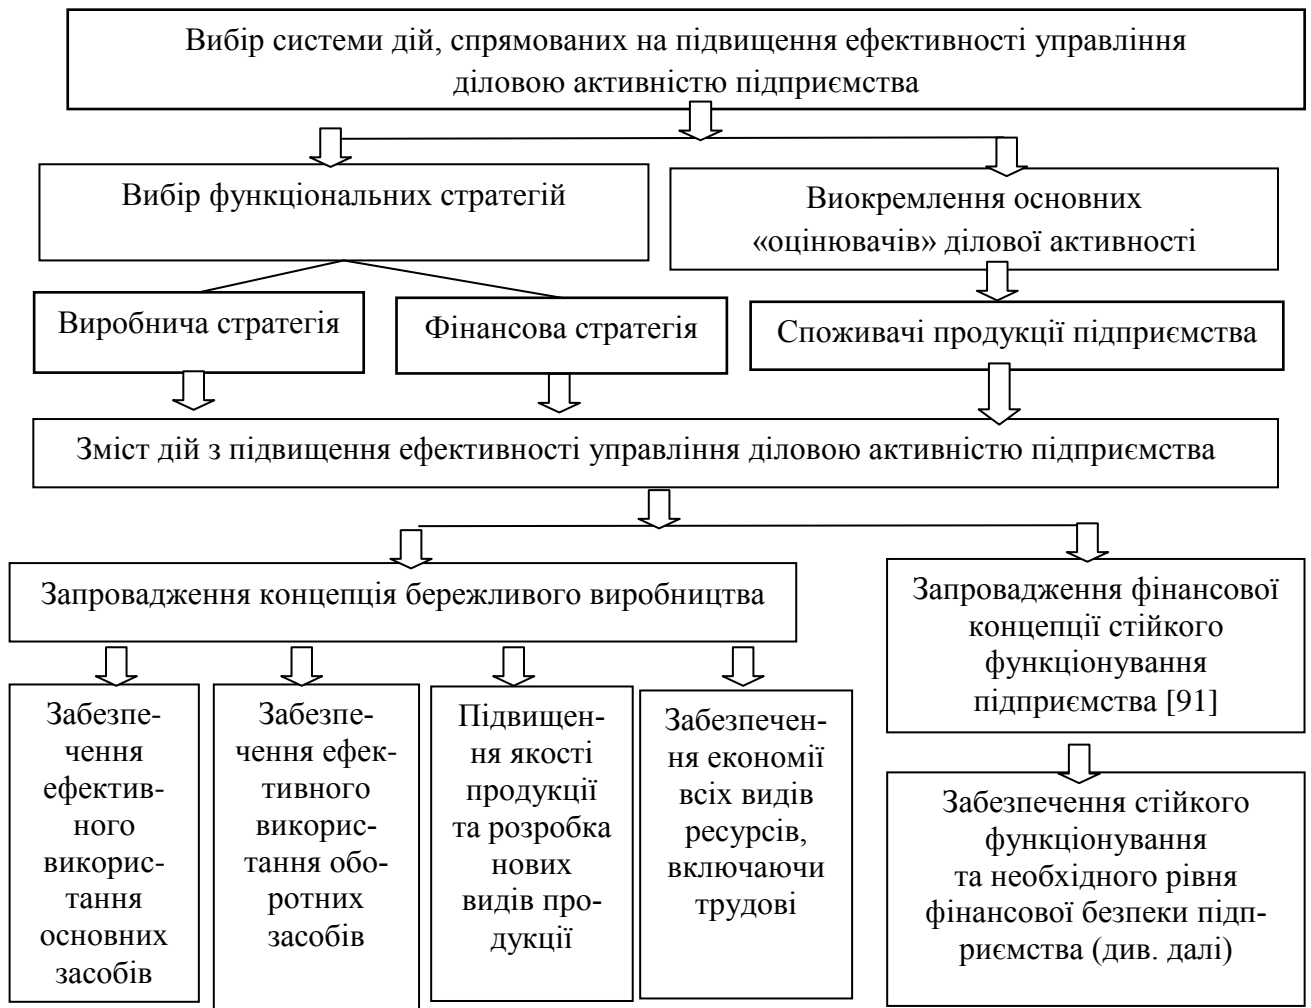 Вибір системи дій, спрямованих на підвищення ефективності управління
діловою активністю підприємства
Вибір функціональних стратегій
Виокремлення основних
«оцінювачів» ділової активності
Виробнича стратегія
Фінансова стратегія
Споживачі продукції підприємства
Зміст дій з підвищення ефективності управління діловою активністю підприємства
Запровадження концепція бережливого виробництва
Запровадження фінансової
концепції стійкого
функціонування
підприємства [91]
Забезпе-
чення
ефектив-
ного
викорис-
тання
основних
засобів
Забезпе-
чення ефек-
тивного
викорис-
тання обо-
ротних
засобів
Підвищен-
ня якості
продукції
та розробка
нових
видів про-
дукції
Забезпечен-
ня економії
всіх видів
ресурсів,
включаючи
трудові
Забезпечення стійкого
функціонування
та необхідного рівня
фінансової безпеки підп-
риємства (див. далі)